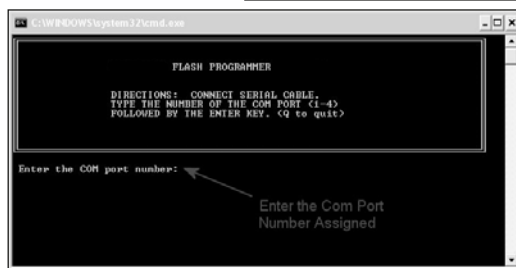 C:\WINDOWS\system32\cmd.exe
FLASH PROGRAMMER
DIRECTIONS: CONNECT SERIAL CABLE.
TYPE THE NUMBER OF THE COM PORT (1-4)
FOLLOWED BY THE ENTER KEY. (Q to quit)
Enter the COM port number:
Enter the Com Port
Number Assigned